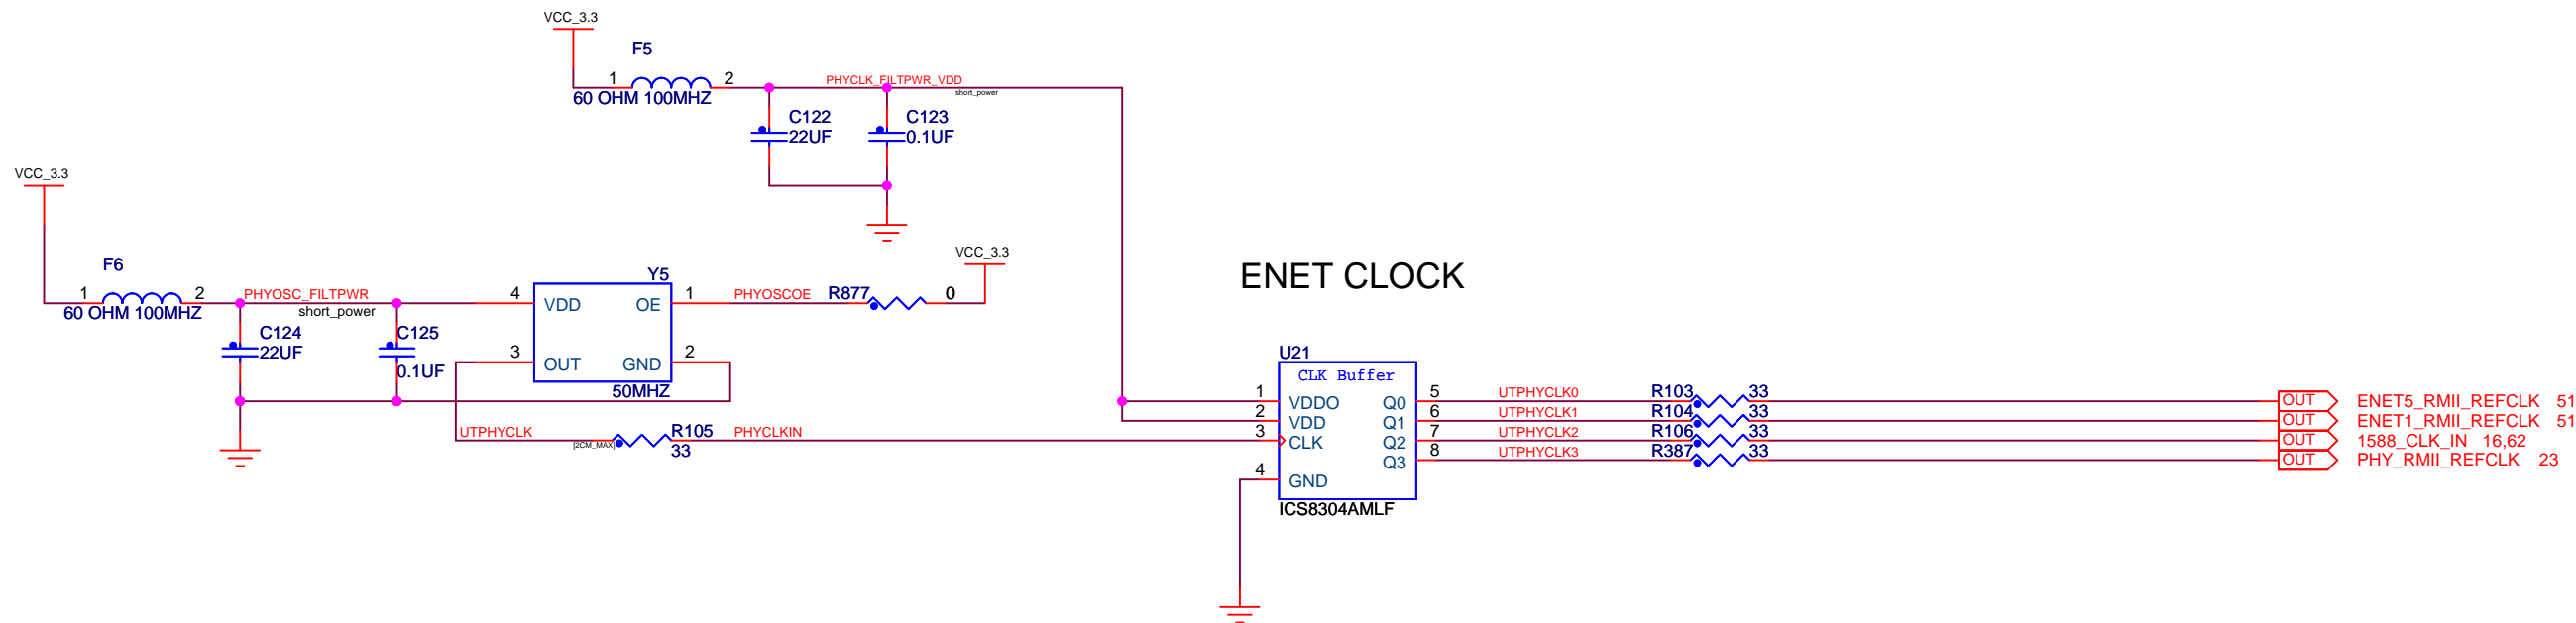 VCC_3.3
F5
1 2 PHYCLK_FILTPWR_VDD
60 OHM 100MHZ short_power
C122 C123
22UF 0.1UF
VCC_3.3
VCC_3.3
F6
Y5
1 2 PHYOSC_FILTPWR 4 VDD OE 1 PHYOSCOE R877 0
60 OHM 100MHZ short_power
C124 C125
22UF
0.1UF
3 OUT GND 2
50MHZ
UTPHYCLK [2CM_MAX] R105 PHYCLKIN
33
ENET CLOCK
U21
CLK Buffer
1 VDDO Q0 5 UTPHYCLK0 R103 33 OUT ENET5_RMII_REFCLK 51
2 VDD Q1 6 UTPHYCLK1 R104 33 OUT ENET1_RMII_REFCLK 51
3 CLK Q2 7 UTPHYCLK2 R106 33 OUT 1588_CLK_IN 16,62
Q3 8 UTPHYCLK3 R387 33 OUT PHY_RMII_REFCLK 23
4 GND
ICS8304AMLF